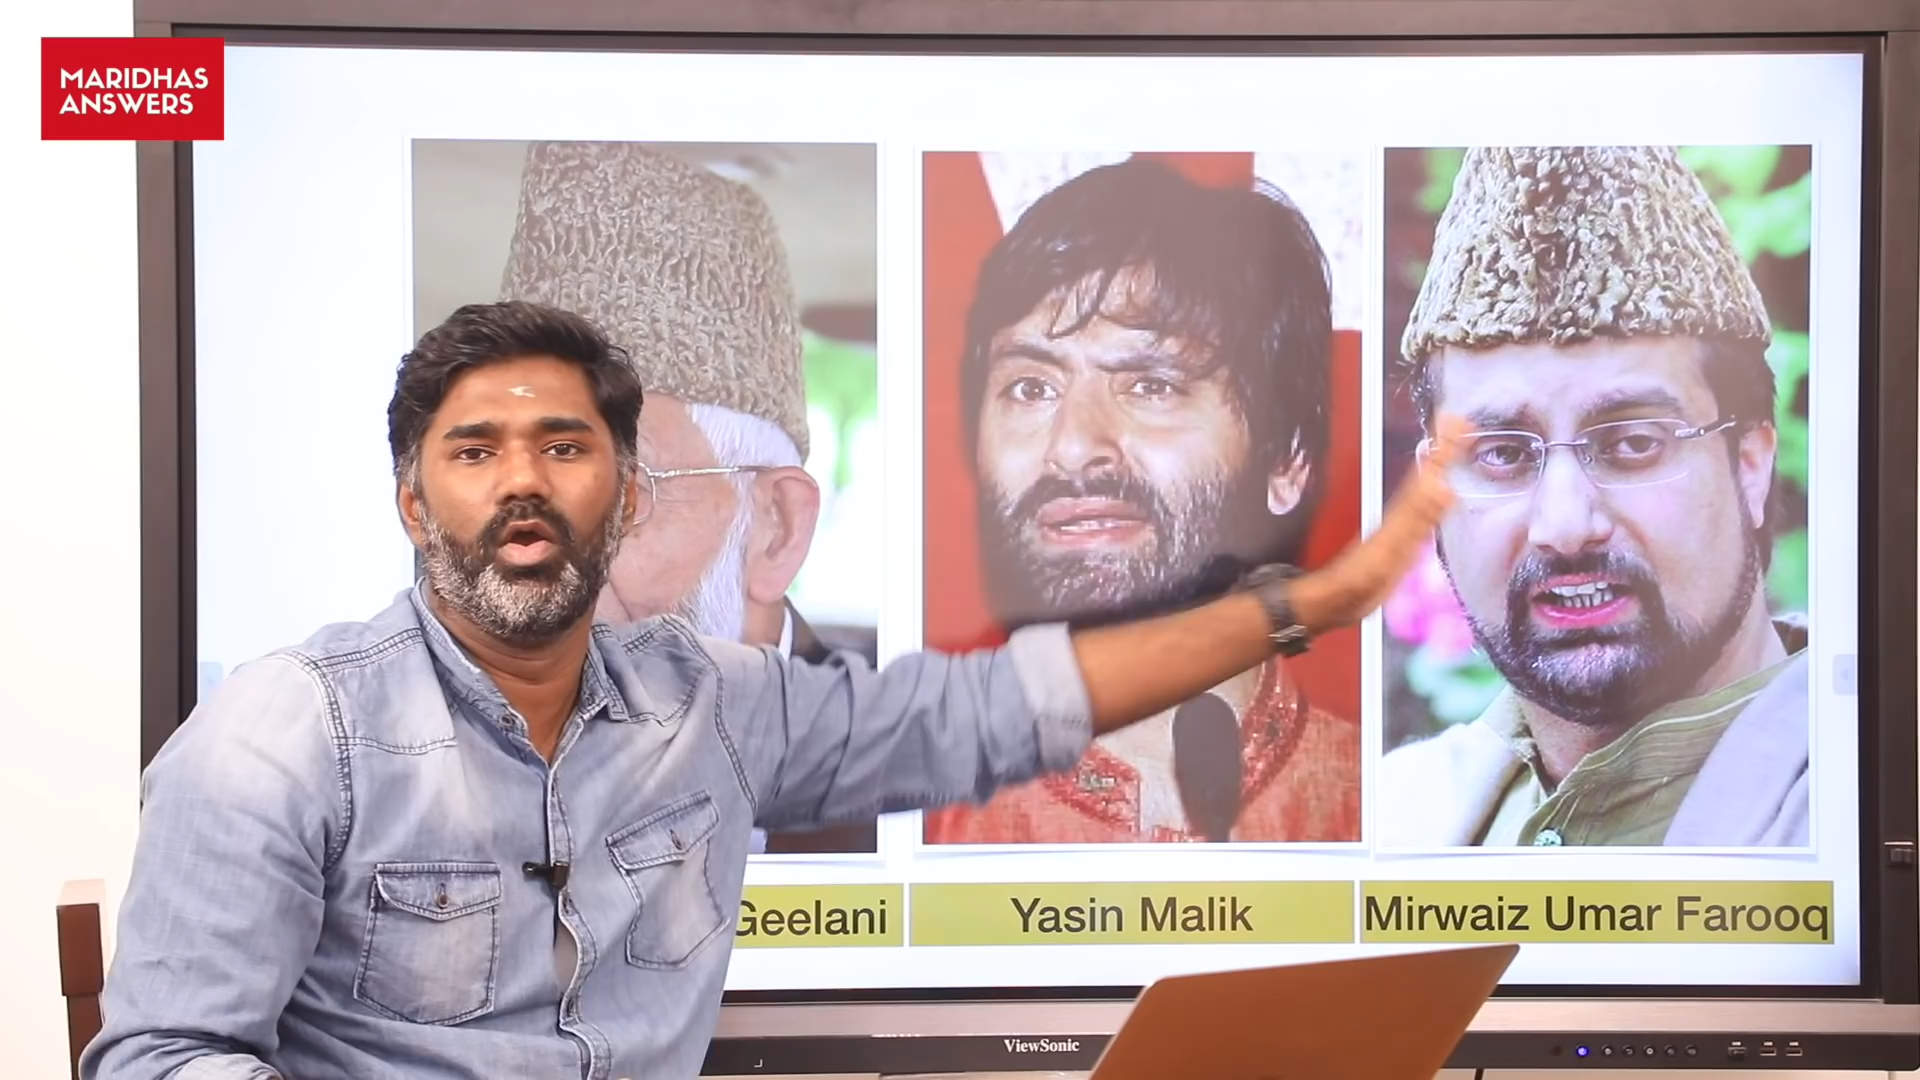 MARIDHAS
ANSWERS
Geelani
Yasin Malik
Mirwaiz Umar Farooq
ViewSonic